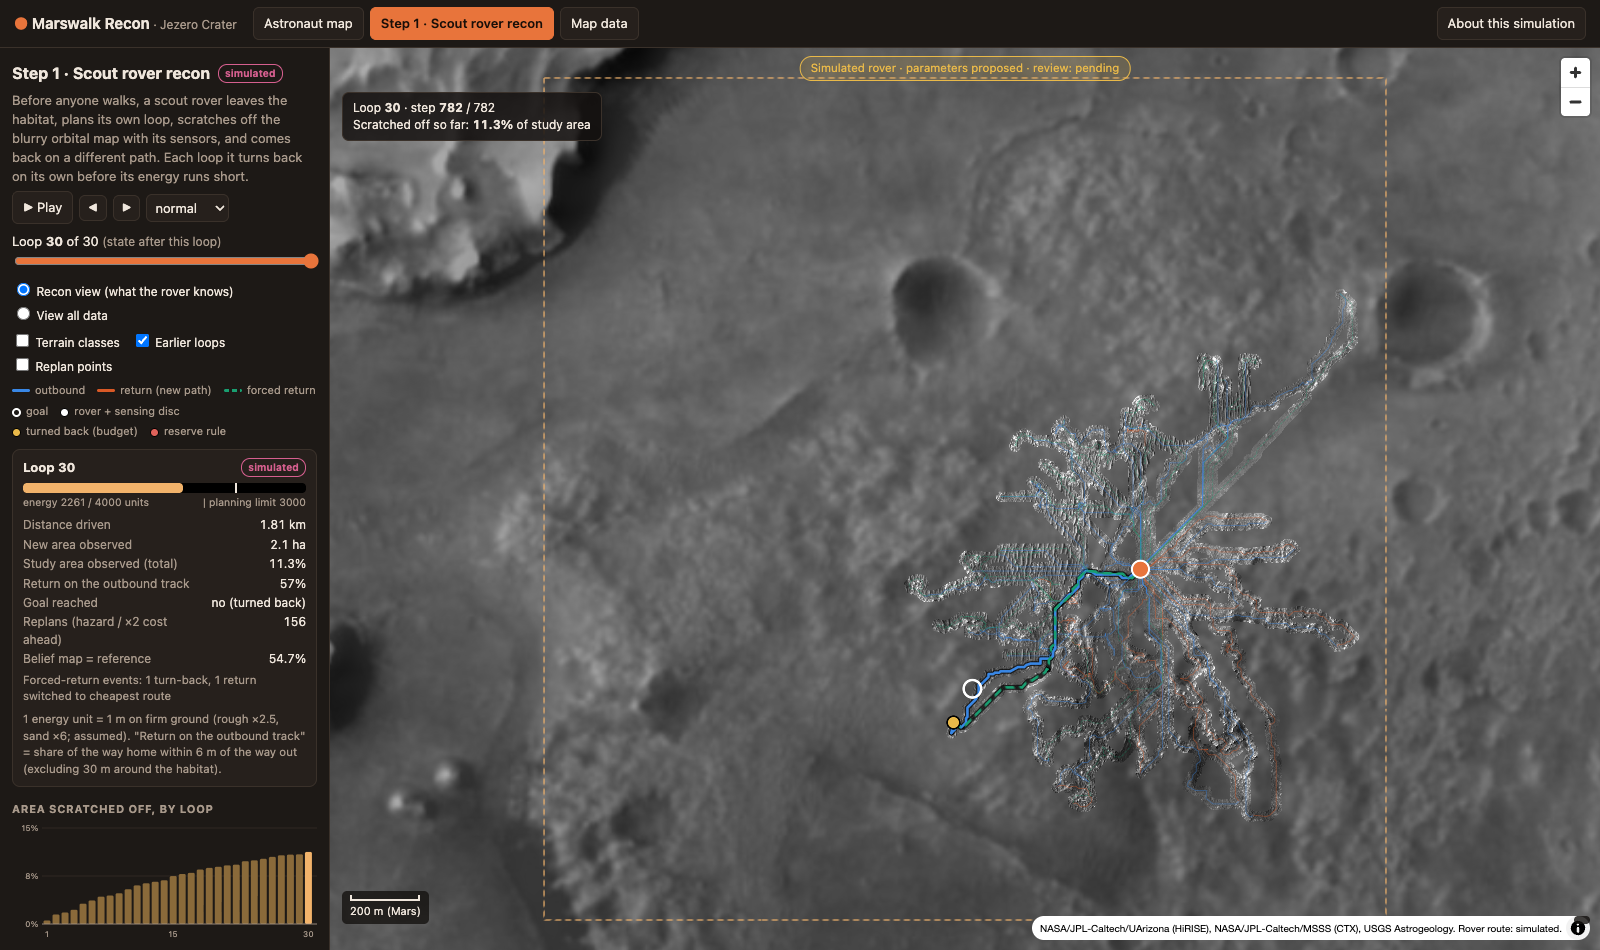 Marswalk Recon · Jezero Crater
Astronaut map
Step 1 · Scout rover recon
Map data
About this simulation
Step 1 · Scout rover recon simulated
Before anyone walks, a scout rover leaves the
habitat, plans its own loop, scratches off the
blurry orbital map with its sensors, and comes
back on a different path. Each loop it turns back
on its own before its energy runs short.
Play
normal
Loop 30 of 30 (state after this loop)
Recon view (what the rover knows)
View all data
Terrain classes Earlier loops
Replan points
outbound return (new path) forced return
goal rover + sensing disc
turned back (budget) reserve rule
Loop 30 simulated
energy 2261 / 4000 units | planning limit 3000
Distance driven 1.81 km
New area observed 2.1 ha
Study area observed (total) 11.3%
Return on the outbound track 57%
Goal reached no (turned back)
Replans (hazard / ×2 cost 156
ahead)
Belief map = reference 54.7%
Forced-return events: 1 turn-back, 1 return
switched to cheapest route
1 energy unit = 1 m on firm ground (rough ×2.5,
sand ×6; assumed). "Return on the outbound track"
= share of the way home within 6 m of the way out
(excluding 30 m around the habitat).
AREA SCRATCHED OFF, BY LOOP
15%
8%
0%
1 15 30
Simulated rover · parameters proposed · review: pending
Loop 30 · step 782 / 782
Scratched off so far: 11.3% of study area
+
−
200 m (Mars)
NASA/JPL-Caltech/UArizona (HiRISE), NASA/JPL-Caltech/MSSS (CTX), USGS Astrogeology. Rover route: simulated.